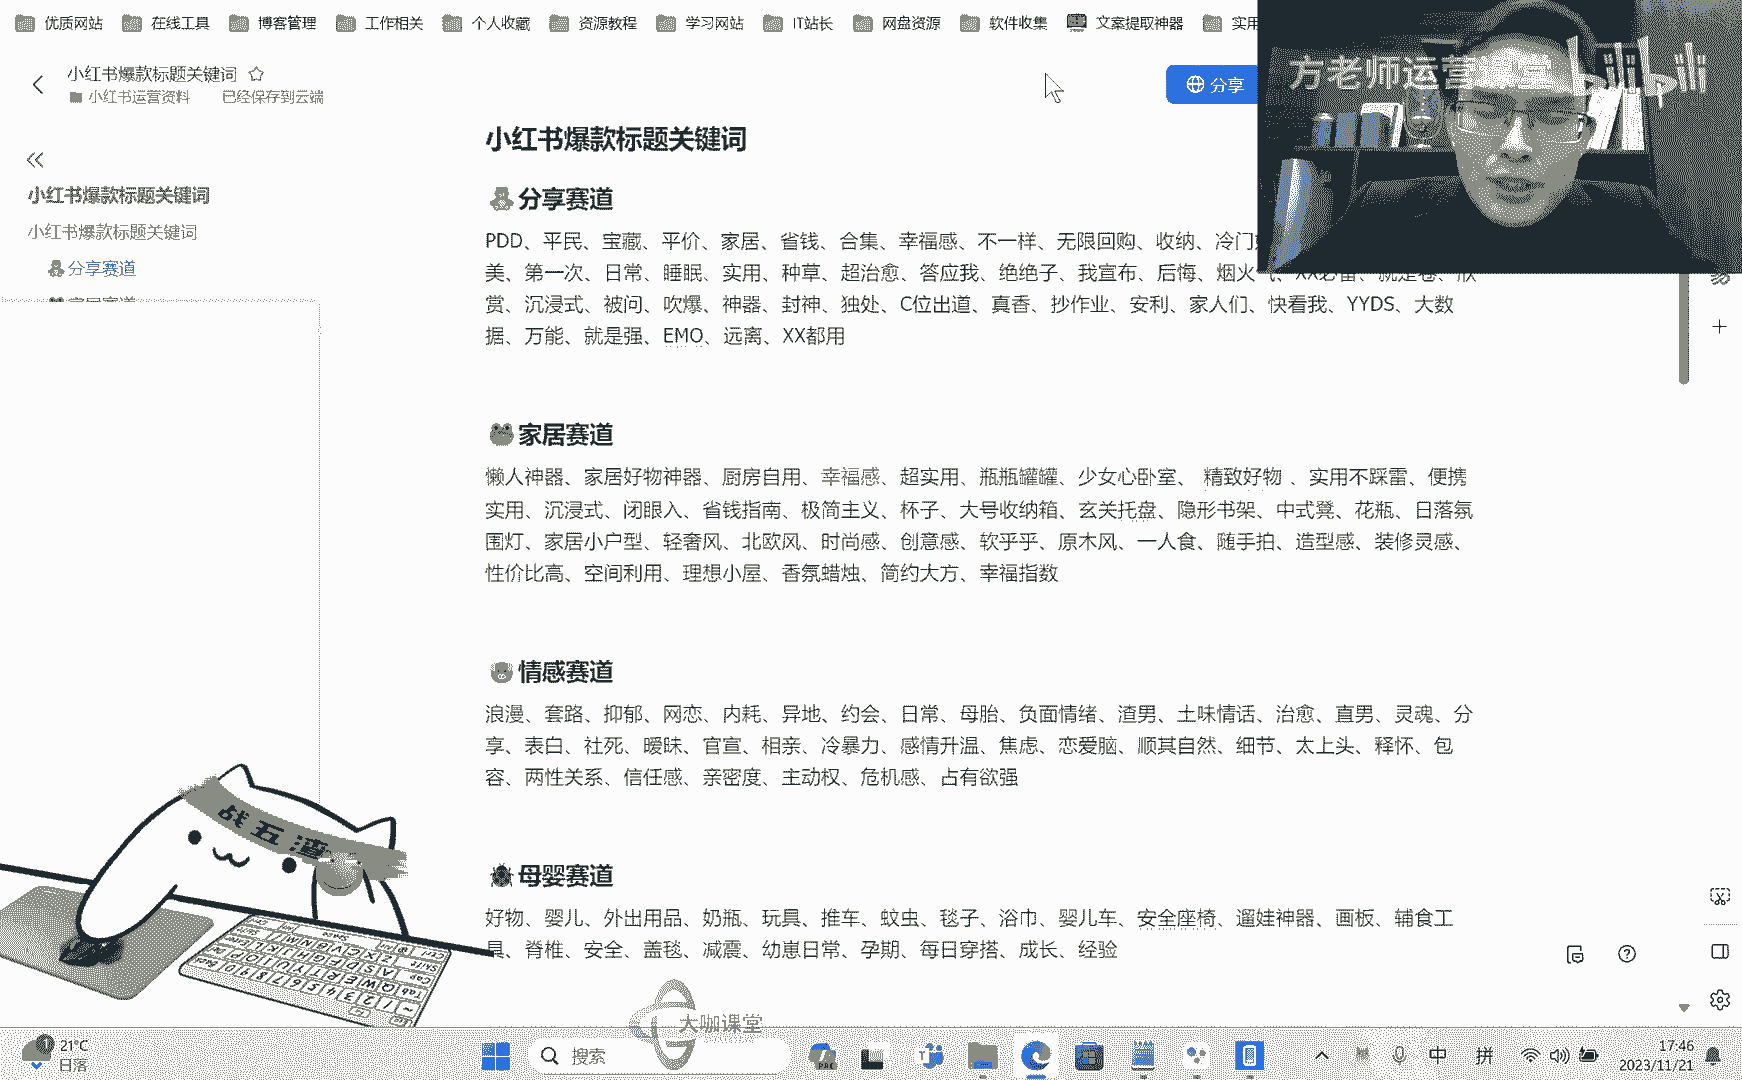 优质网站 在线工具 博客管理 工作相关 个人收藏 资源教程 学习网站 IT站长 网盘资源 软件收集 文案提取神器 实用
小红书爆款标题关键词
小红书运营资料 已经保存到云端
分享
方老师运营课堂 bilibili
小红书爆款标题关键词
小红书爆款标题关键词
分享赛道
小红书爆款标题关键词
分享赛道
PDD、平民、宝藏、平价、家居、省钱、合集、幸福感、不一样、无限回购、收纳、冷门
美、第一次、日常、睡眠、实用、种草、超治愈、答应我、绝绝子、我宣布、后悔、烟火
赏、沉浸式、被问、吹爆、神器、封神、独处、C位出道、真香、抄作业、安利、家人们、快看我、YYDS、大数
据、万能、就是强、EMO、远离、XX都用
家居赛道
懒人神器、家居好物神器、厨房自用、幸福感、超实用、瓶瓶罐罐、少女心卧室、 精致好物 、实用不踩雷、便携
实用、沉浸式、闭眼入、省钱指南、极简主义、杯子、大号收纳箱、玄关托盘、隐形书架、中式凳、花瓶、日落氛
围灯、家居小户型、轻奢风、北欧风、时尚感、创意感、软乎乎、原木风、一人食、随手拍、造型感、装修灵感、
性价比高、空间利用、理想小屋、香氛蜡烛、简约大方、幸福指数
情感赛道
浪漫、套路、抑郁、网恋、内耗、异地、约会、日常、母胎、负面情绪、渣男、土味情话、治愈、直男、灵魂、分
享、表白、社死、暧昧、官宣、相亲、冷暴力、感情升温、焦虑、恋爱脑、顺其自然、细节、太上头、释怀、包
容、两性关系、信任感、亲密度、主动权、危机感、占有欲强
母婴赛道
好物、婴儿、外出用品、奶瓶、玩具、推车、蚊虫、毯子、浴巾、婴儿车、安全座椅、遛娃神器、画板、辅食工
具、脊椎、安全、盖毯、减震、幼崽日常、孕期、每日穿搭、成长、经验
战五渣
大咖课堂
21°C
日落
搜索
中 拼
17:46
2023/11/21